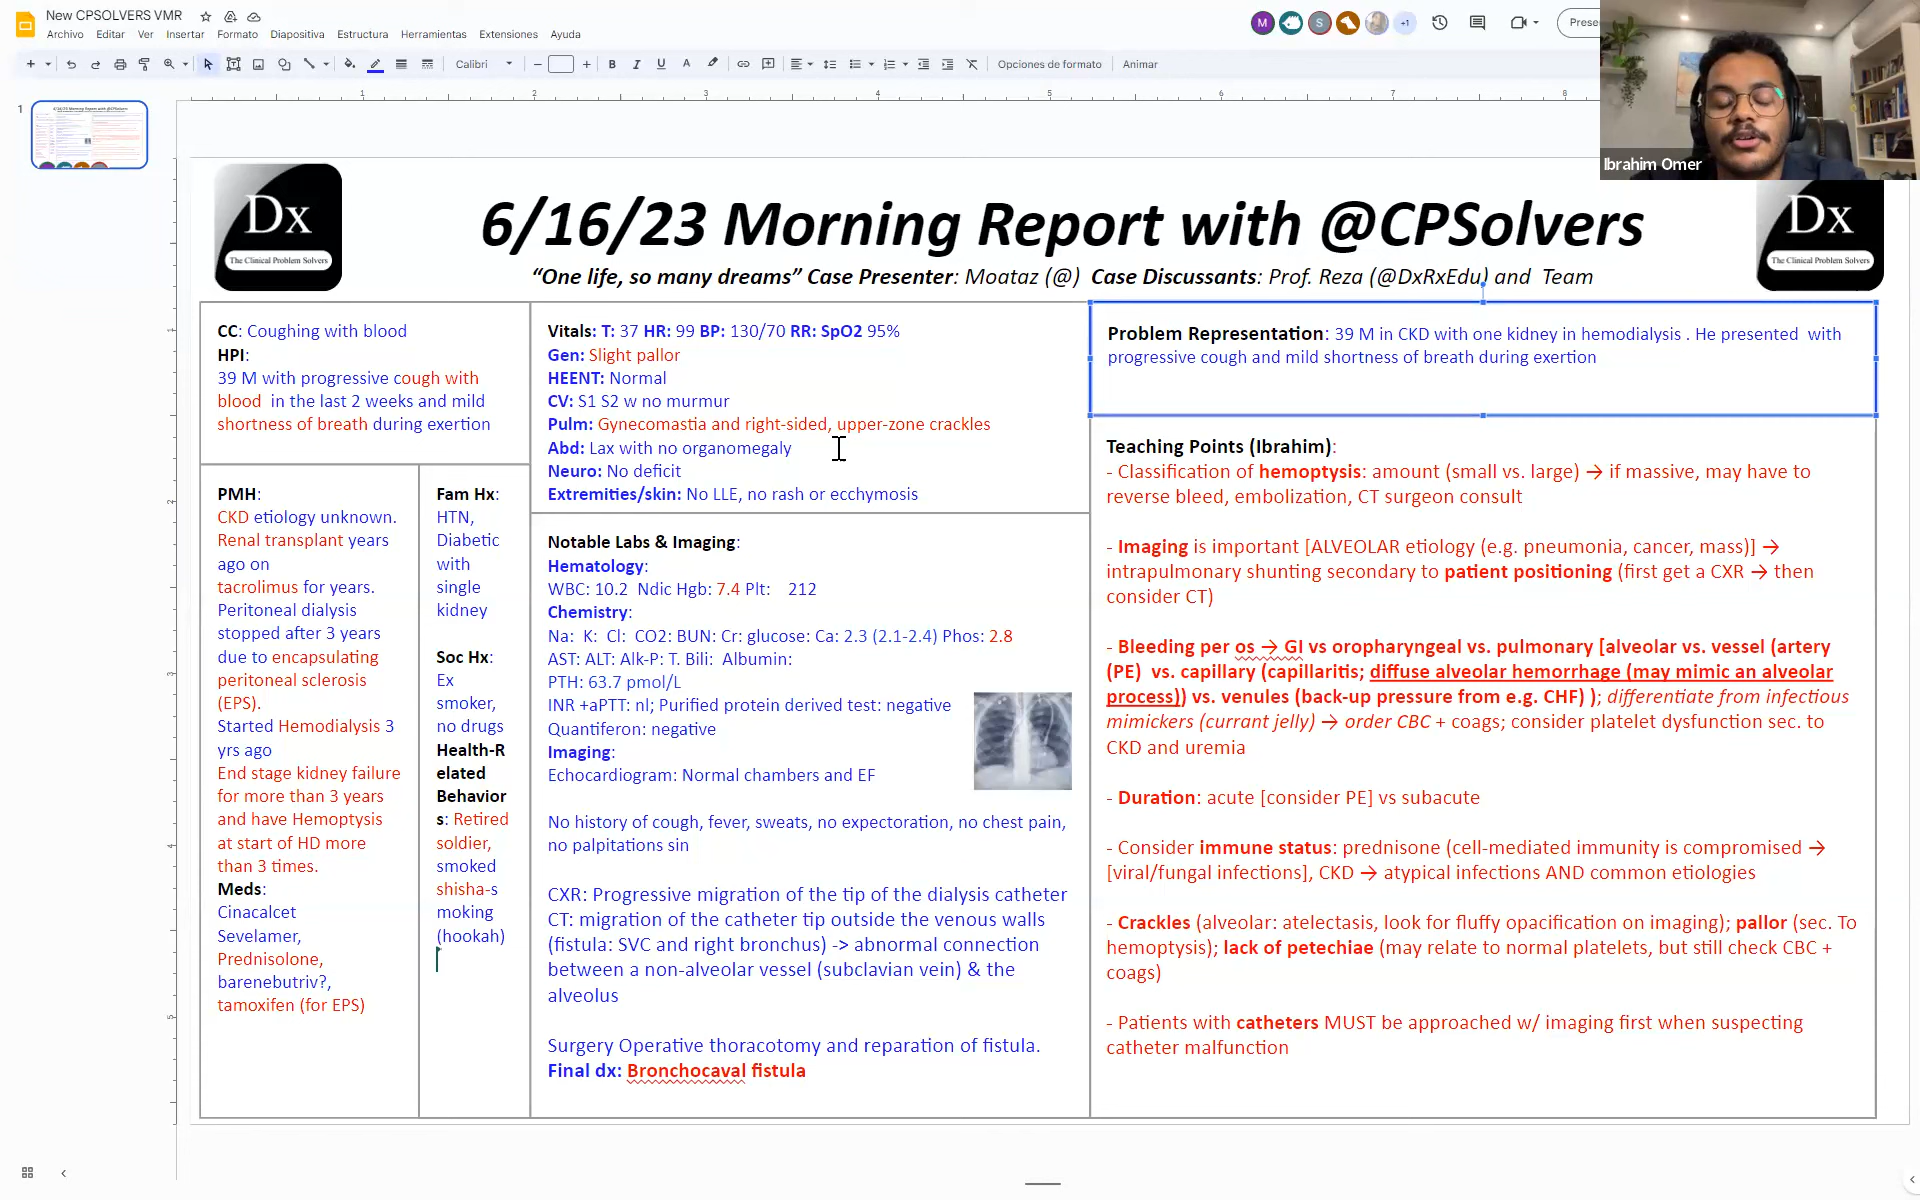 New CPSOLVERS VMR
Archivo Editar Ver Insertar Formato Diapositiva Estructura Herramientas Extensiones Ayuda
M S +1 Prese
Calibri Opciones de formato Animar
Ibrahim Omer
1
1 2 3 4 5 6 7 8
Dx
The Clinical Problem Solvers
6/16/23 Morning Report with @CPSolvers
“One life, so many dreams” Case Presenter: Moataz (@) Case Discussants: Prof. Reza (@DxRxEdu) and Team
Dx
The Clinical Problem Solvers
CC: Coughing with blood
HPI:
39 M with progressive cough with
blood in the last 2 weeks and mild
shortness of breath during exertion
PMH:
CKD etiology unknown.
Renal transplant years
ago on
tacrolimus for years.
Peritoneal dialysis
stopped after 3 years
due to encapsulating
peritoneal sclerosis
(EPS).
Started Hemodialysis 3
yrs ago
End stage kidney failure
for more than 3 years
and have Hemoptysis
at start of HD more
than 3 times.
Meds:
Cinacalcet
Sevelamer,
Prednisolone,
barenebutriv?,
tamoxifen (for EPS)
Fam Hx:
HTN,
Diabetic
with
single
kidney
Soc Hx:
Ex
smoker,
no drugs
Health-R
elated
Behavior
s: Retired
soldier,
smoked
shisha-s
moking
(hookah)
Vitals: T: 37 HR: 99 BP: 130/70 RR: SpO2 95%
Gen: Slight pallor
HEENT: Normal
CV: S1 S2 w no murmur
Pulm: Gynecomastia and right-sided, upper-zone crackles
Abd: Lax with no organomegaly
Neuro: No deficit
Extremities/skin: No LLE, no rash or ecchymosis
Notable Labs & Imaging:
Hematology:
WBC: 10.2 Ndic Hgb: 7.4 Plt: 212
Chemistry:
Na: K: Cl: CO2: BUN: Cr: glucose: Ca: 2.3 (2.1-2.4) Phos: 2.8
AST: ALT: Alk-P: T. Bili: Albumin:
PTH: 63.7 pmol/L
INR +aPTT: nl; Purified protein derived test: negative
Quantiferon: negative
Imaging:
Echocardiogram: Normal chambers and EF
No history of cough, fever, sweats, no expectoration, no chest pain,
no palpitations sin
CXR: Progressive migration of the tip of the dialysis catheter
CT: migration of the catheter tip outside the venous walls
(fistula: SVC and right bronchus) -> abnormal connection
between a non-alveolar vessel (subclavian vein) & the
alveolus
Surgery Operative thoracotomy and reparation of fistula.
Final dx: Bronchocaval fistula
Problem Representation: 39 M in CKD with one kidney in hemodialysis . He presented with
progressive cough and mild shortness of breath during exertion
Teaching Points (Ibrahim):
- Classification of hemoptysis: amount (small vs. large) → if massive, may have to
reverse bleed, embolization, CT surgeon consult
- Imaging is important [ALVEOLAR etiology (e.g. pneumonia, cancer, mass)] →
intrapulmonary shunting secondary to patient positioning (first get a CXR → then
consider CT)
- Bleeding per os → GI vs oropharyngeal vs. pulmonary [alveolar vs. vessel (artery
(PE) vs. capillary (capillaritis; diffuse alveolar hemorrhage (may mimic an alveolar
process)) vs. venules (back-up pressure from e.g. CHF) ); differentiate from infectious
mimickers (currant jelly) → order CBC + coags; consider platelet dysfunction sec. to
CKD and uremia
- Duration: acute [consider PE] vs subacute
- Consider immune status: prednisone (cell-mediated immunity is compromised →
[viral/fungal infections], CKD → atypical infections AND common etiologies
- Crackles (alveolar: atelectasis, look for fluffy opacification on imaging); pallor (sec. To
hemoptysis); lack of petechiae (may relate to normal platelets, but still check CBC +
coags)
- Patients with catheters MUST be approached w/ imaging first when suspecting
catheter malfunction